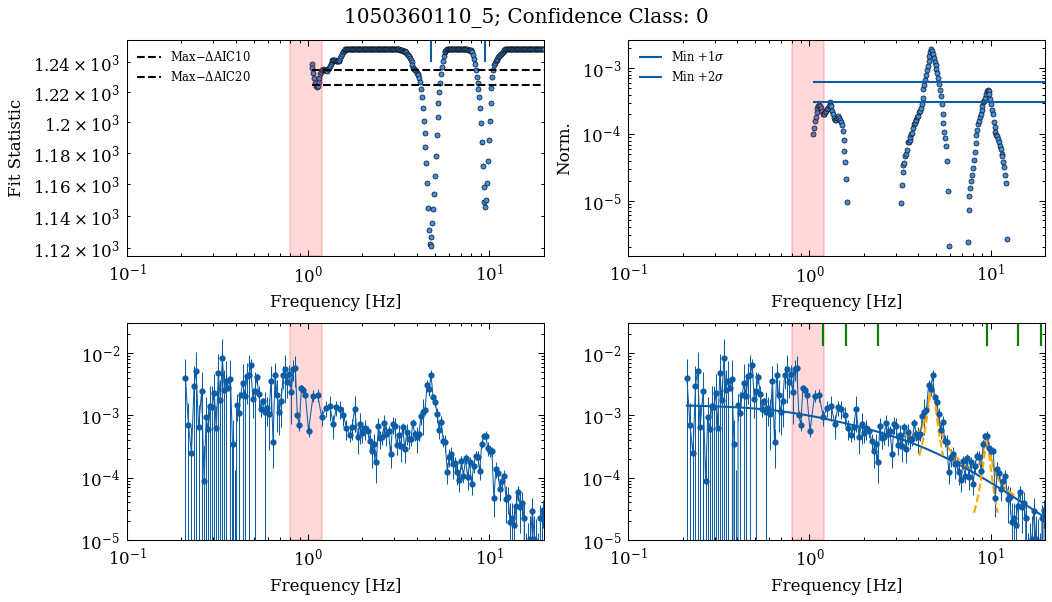 1050360110_5; Confidence Class: 0
Fit Statistic
1.24 × 10³
1.22 × 10³
1.2 × 10³
1.18 × 10³
1.16 × 10³
1.14 × 10³
1.12 × 10³
Max−ΔAIC10
Max−ΔAIC20
10⁻¹ 10⁰ 10¹
Frequency [Hz]
Norm.
10⁻³
10⁻⁴
10⁻⁵
Min +1σ
Min +2σ
10⁻¹ 10⁰ 10¹
Frequency [Hz]
10⁻²
10⁻³
10⁻⁴
10⁻⁵
10⁻¹ 10⁰ 10¹
Frequency [Hz]
10⁻²
10⁻³
10⁻⁴
10⁻⁵
10⁻¹ 10⁰ 10¹
Frequency [Hz]